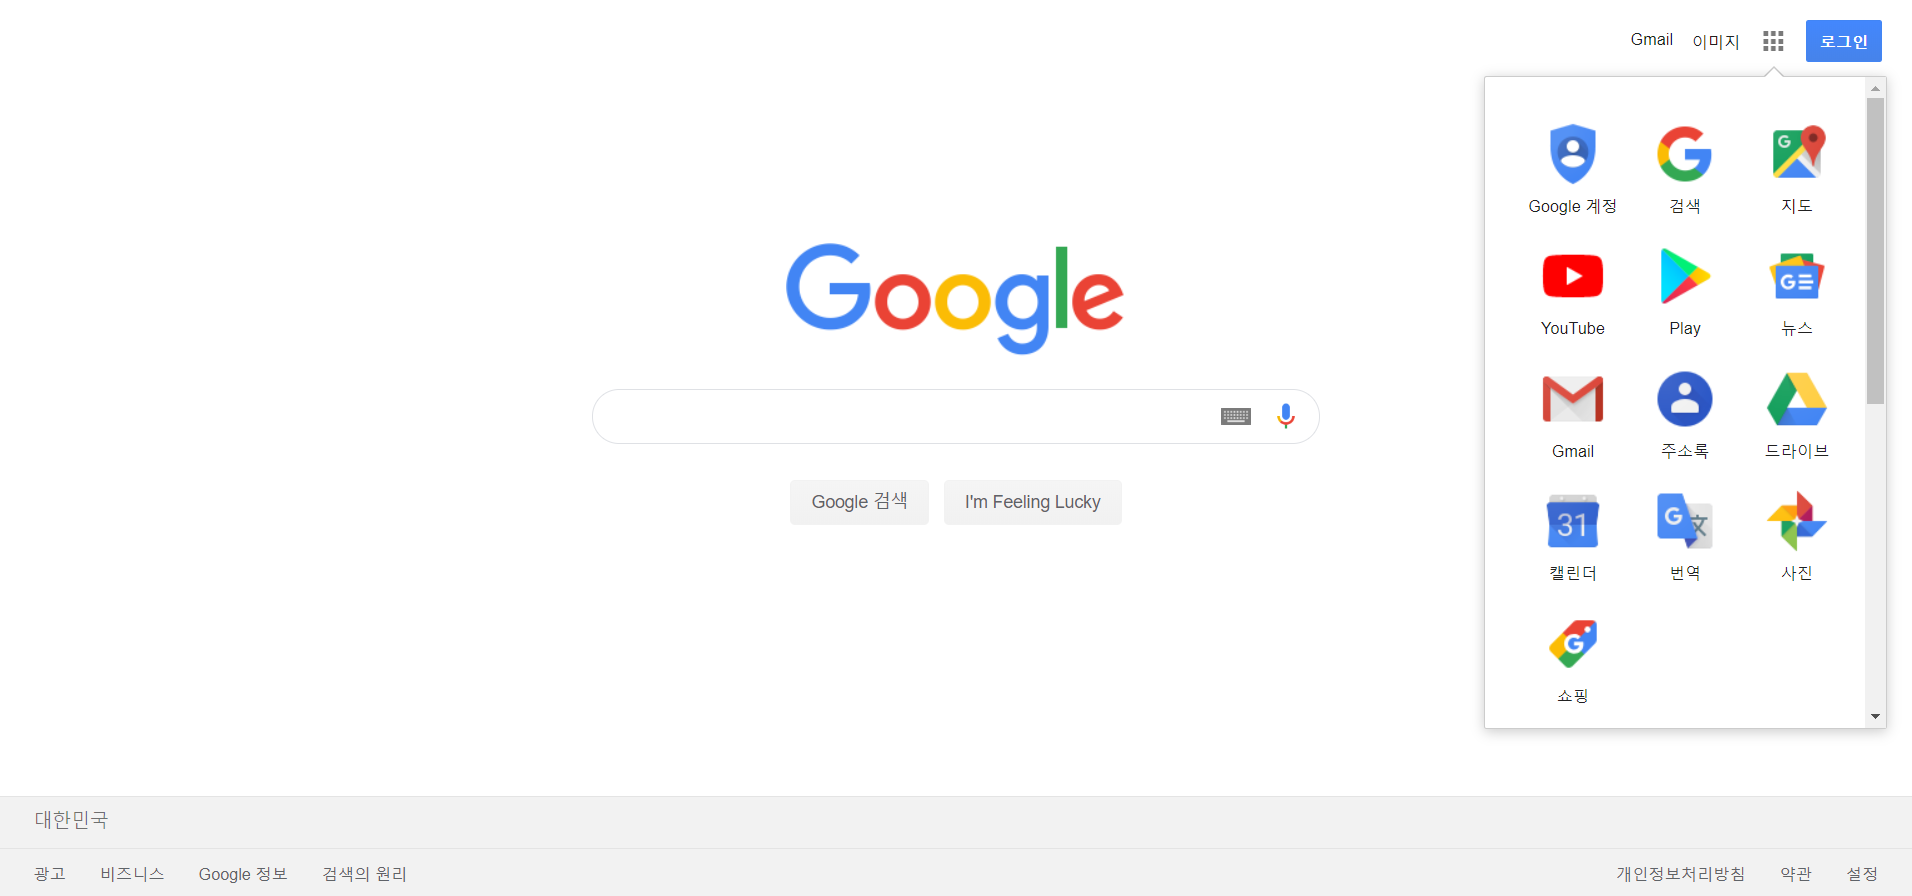 Gmail 이미지 로그인
Google
Google 계정 검색 지도
YouTube Play 뉴스
Gmail 주소록 드라이브
31
캘린더 번역 사진
쇼핑
Google 검색 I'm Feeling Lucky
대한민국
광고 비즈니스 Google 정보 검색의 원리 개인정보처리방침 약관 설정